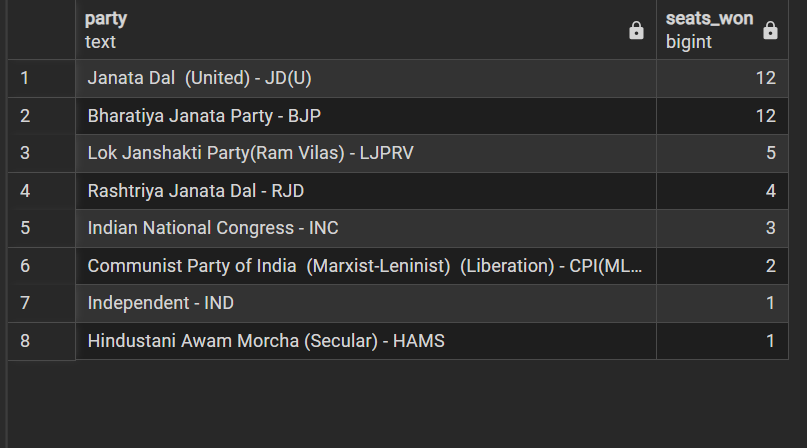 party seats_won
text bigint
1 Janata Dal  (United) - JD(U) 12
2 Bharatiya Janata Party - BJP 12
3 Lok Janshakti Party(Ram Vilas) - LJPRV 5
4 Rashtriya Janata Dal - RJD 4
5 Indian National Congress - INC 3
6 Communist Party of India  (Marxist-Leninist)  (Liberation) - CPI(ML… 2
7 Independent - IND 1
8 Hindustani Awam Morcha (Secular) - HAMS 1